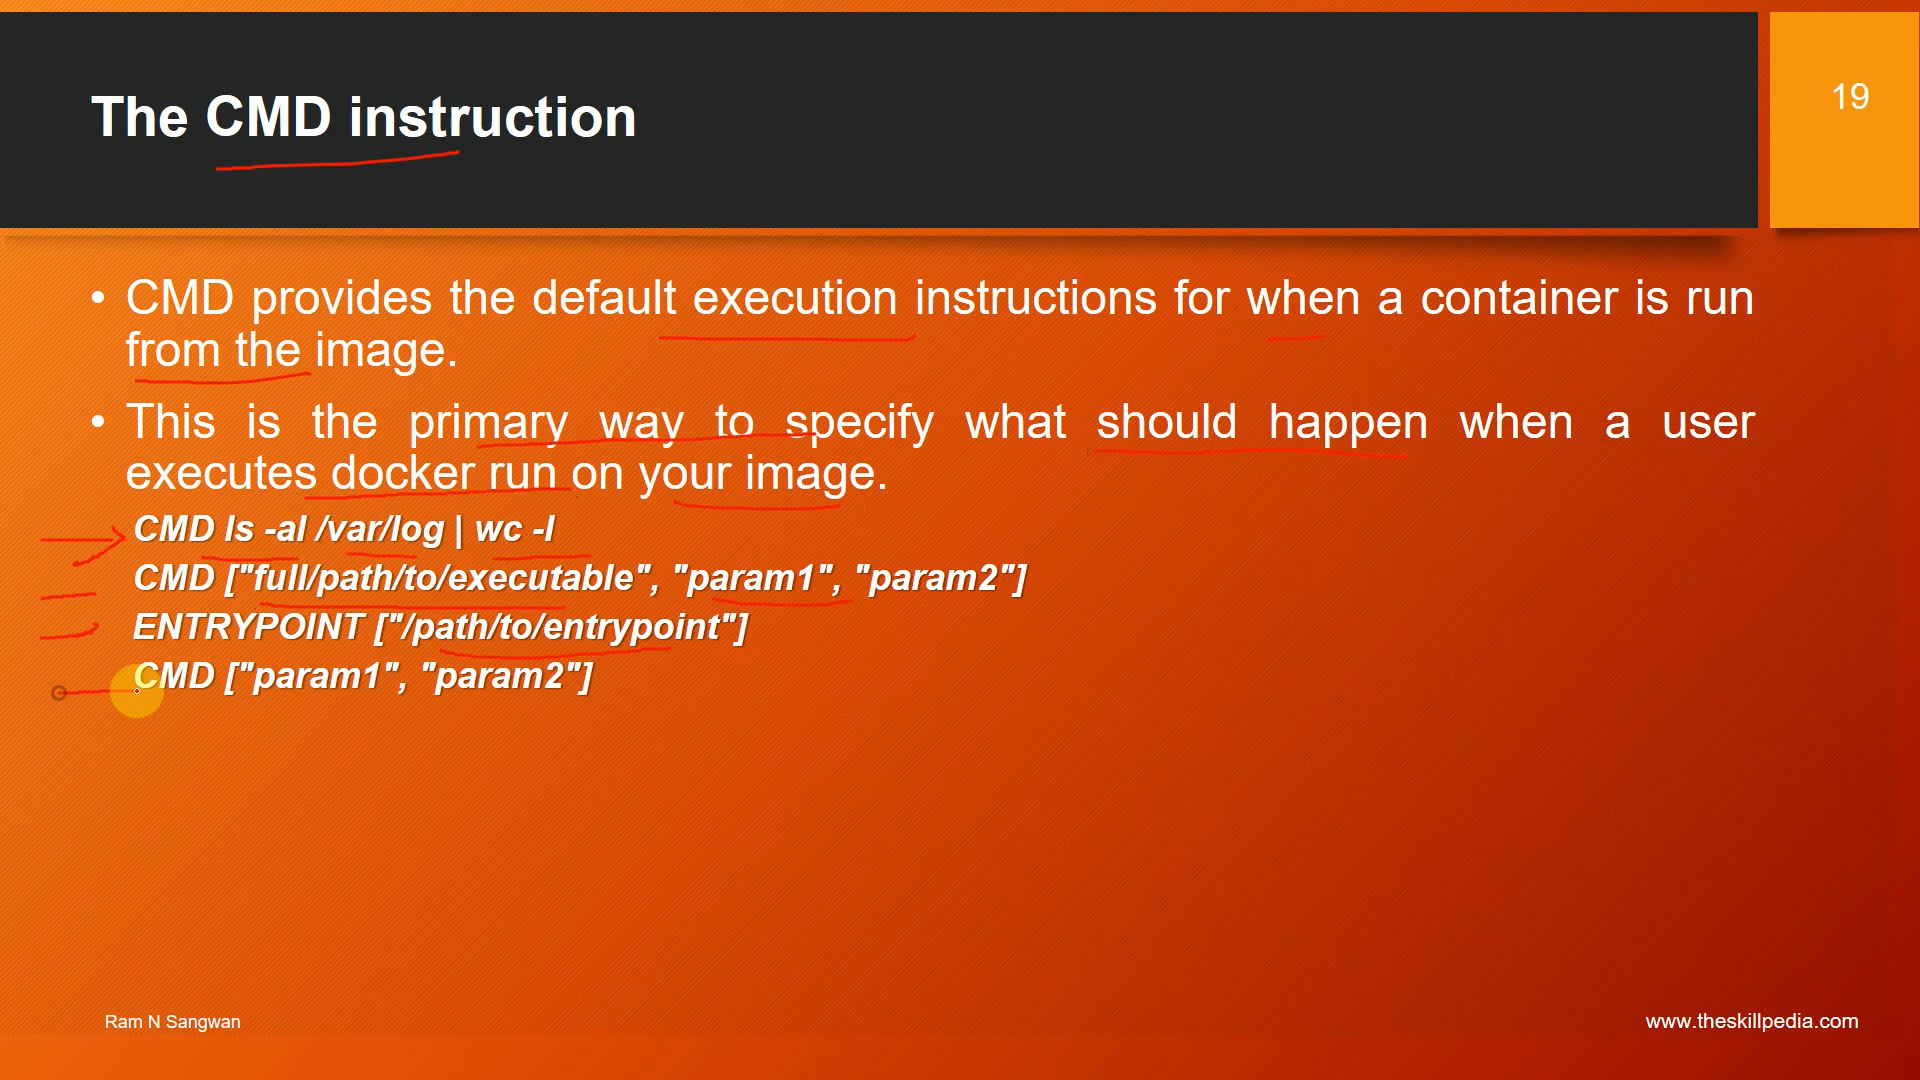 The CMD instruction
19
• CMD provides the default execution instructions for when a container is run
from the image.
• This is the primary way to specify what should happen when a user
executes docker run on your image.
CMD ls -al /var/log | wc -l
CMD ["full/path/to/executable", "param1", "param2"]
ENTRYPOINT ["/path/to/entrypoint"]
CMD ["param1", "param2"]
Ram N Sangwan
www.theskillpedia.com